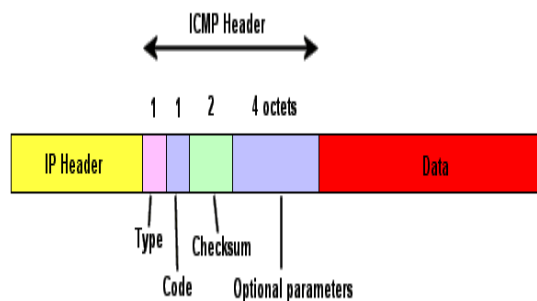 ICMP Header
1 1 2 4 octets
IP Header Data
Type
Checksum
Code
Optional parameters